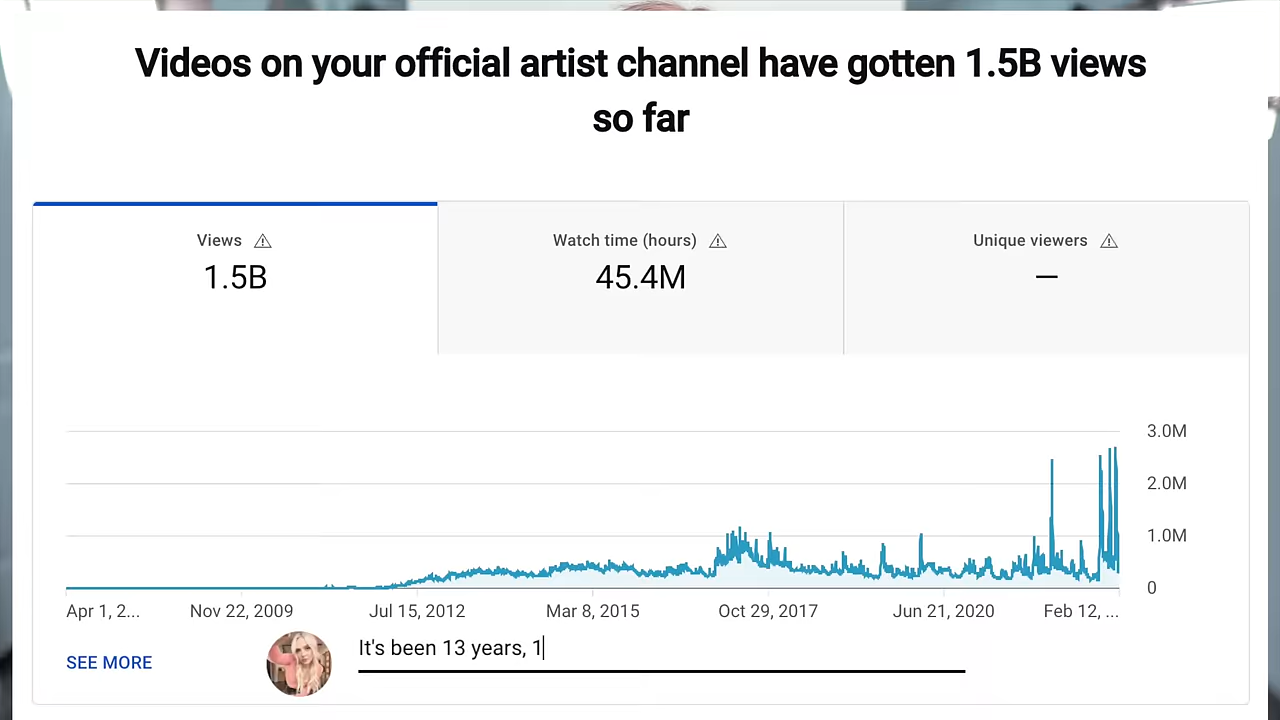 Videos on your official artist channel have gotten 1.5B views
so far
Views
1.5B
Watch time (hours)
45.4M
Unique viewers
—
3.0M
2.0M
1.0M
0
Apr 1, 2... Nov 22, 2009 Jul 15, 2012 Mar 8, 2015 Oct 29, 2017 Jun 21, 2020 Feb 12, ...
SEE MORE
It's been 13 years, 1